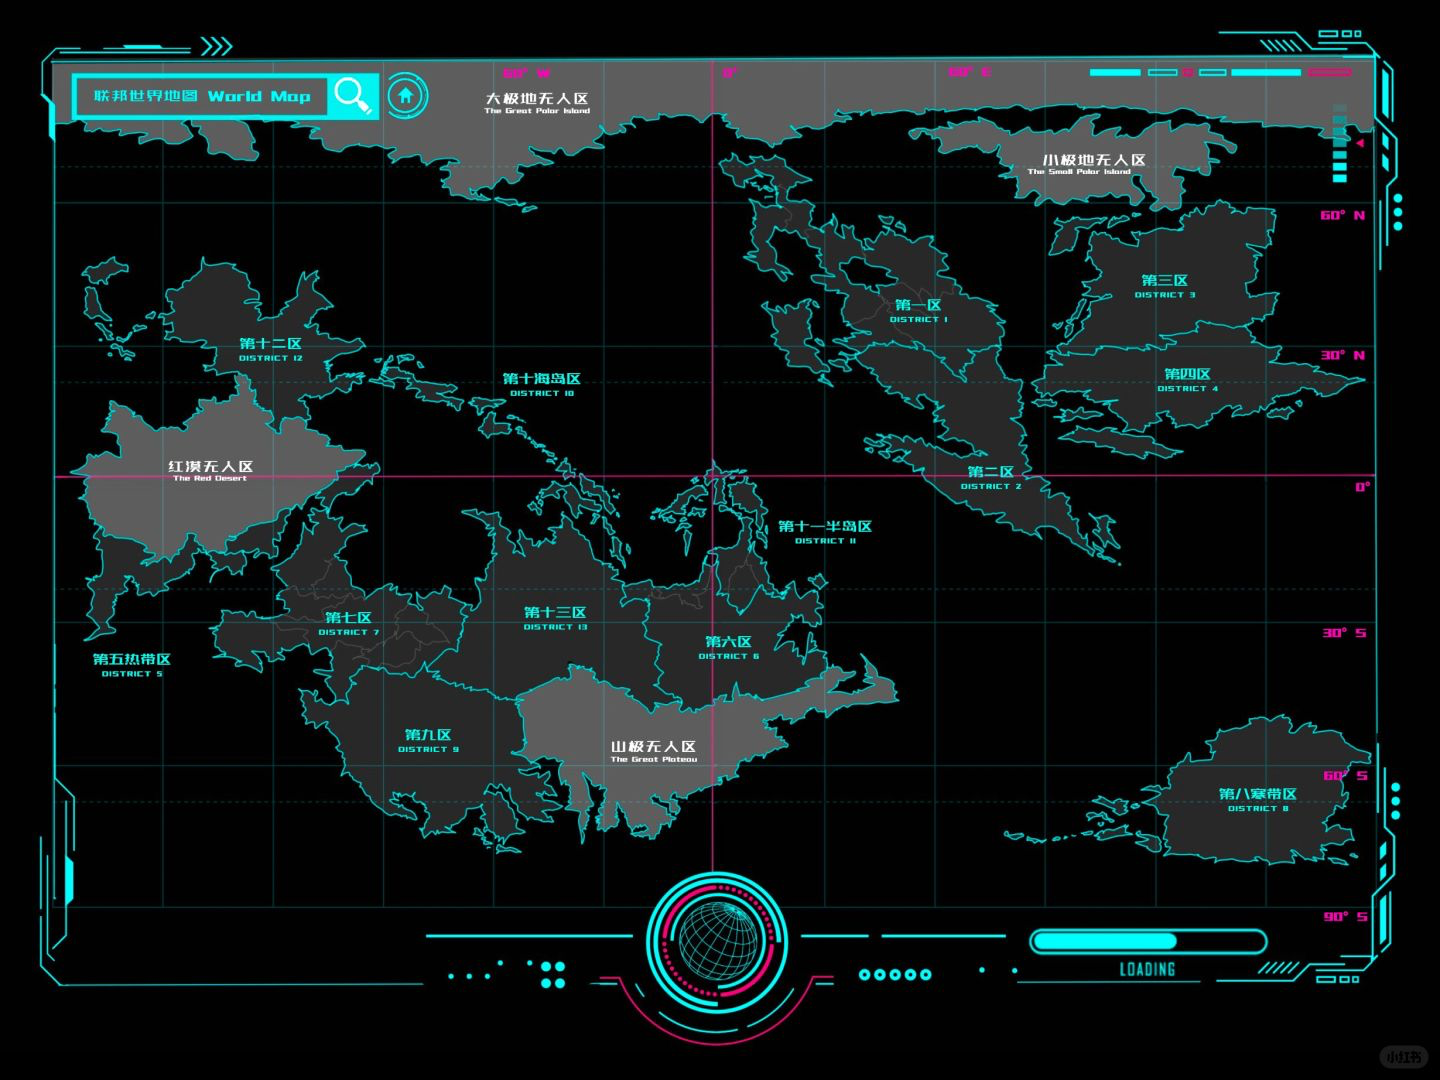 60° W
0°
60° E
联邦世界地图 World Map
大极地无人区
The Great Polar Island
小极地无人区
The Small Polar Island
60° N
第三区
DISTRICT 3
第一区
DISTRICT 1
第十二区
DISTRICT 12
30° N
第十海岛区
DISTRICT 10
第四区
DISTRICT 4
红漠无人区
The Red Desert
第二区
DISTRICT 2
0°
第十一半岛区
DISTRICT 11
第七区
DISTRICT 7
第十三区
DISTRICT 13
30° S
第六区
DISTRICT 6
第五热带区
DISTRICT 5
第九区
DISTRICT 9
山极无人区
The Great Plateau
60° S
第八寒带区
DISTRICT 8
90° S
LOADING
小红书